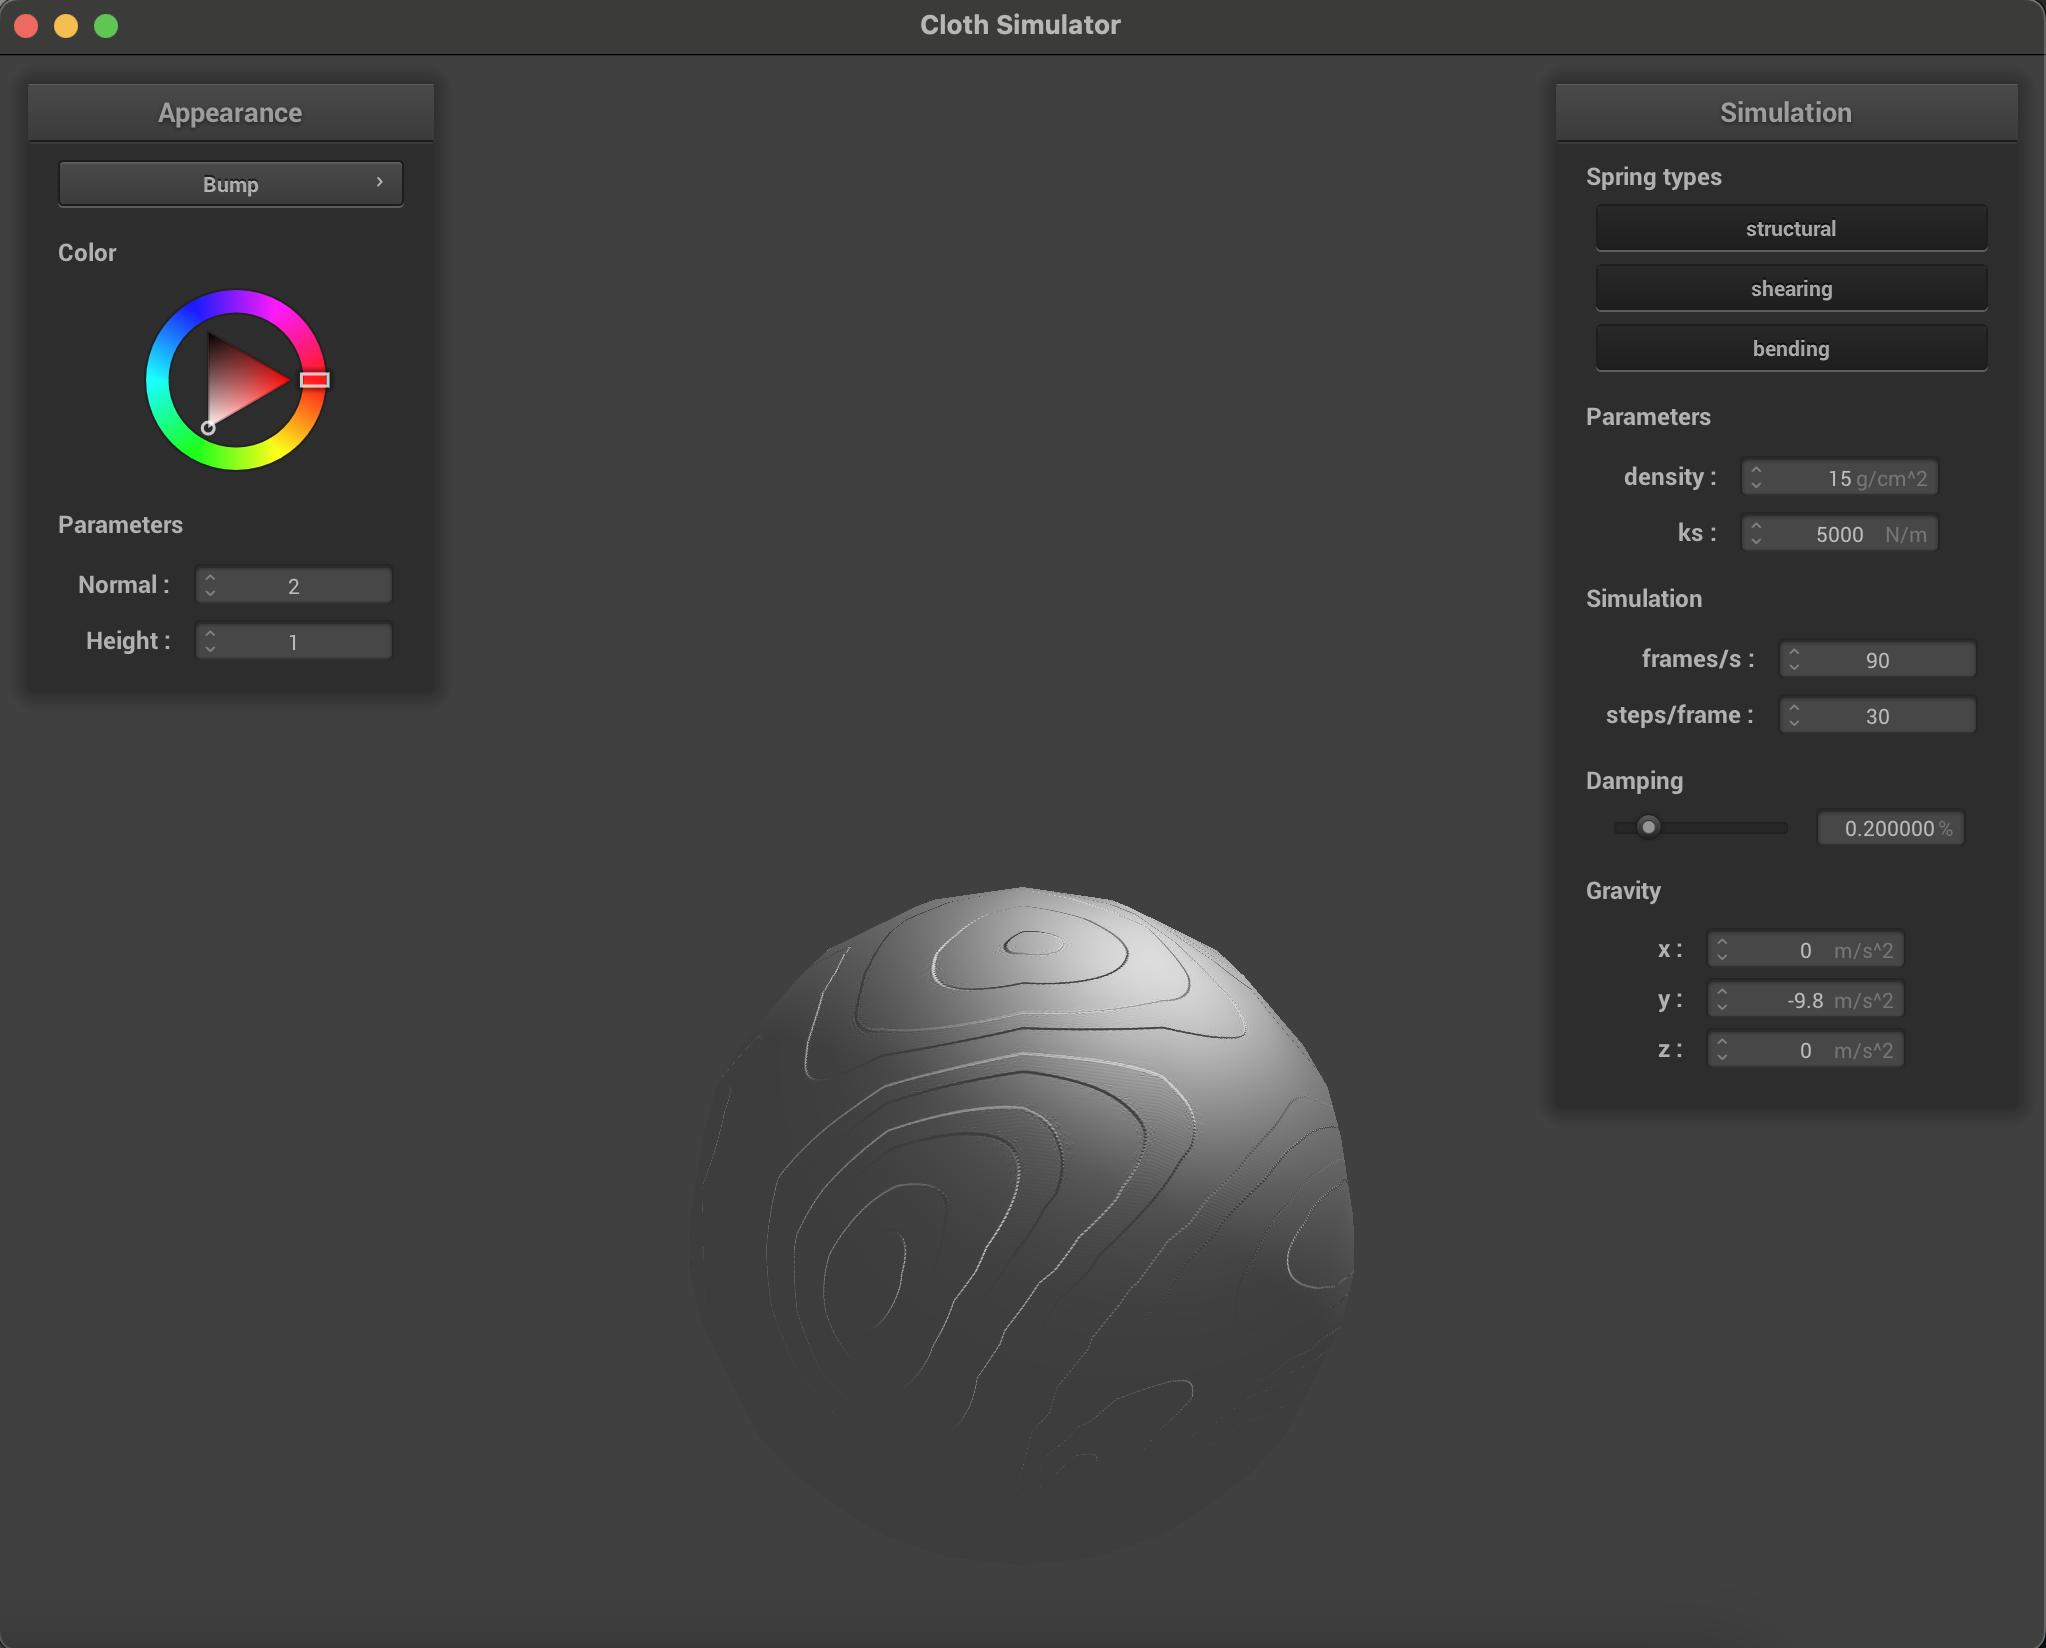 Cloth Simulator
Appearance
Bump
Color
Parameters
Normal : 2
Height : 1
Simulation
Spring types
structural
shearing
bending
Parameters
density : 15 g/cm^2
ks : 5000 N/m
Simulation
frames/s : 90
steps/frame : 30
Damping
0.200000 %
Gravity
x : 0 m/s^2
y : -9.8 m/s^2
z : 0 m/s^2